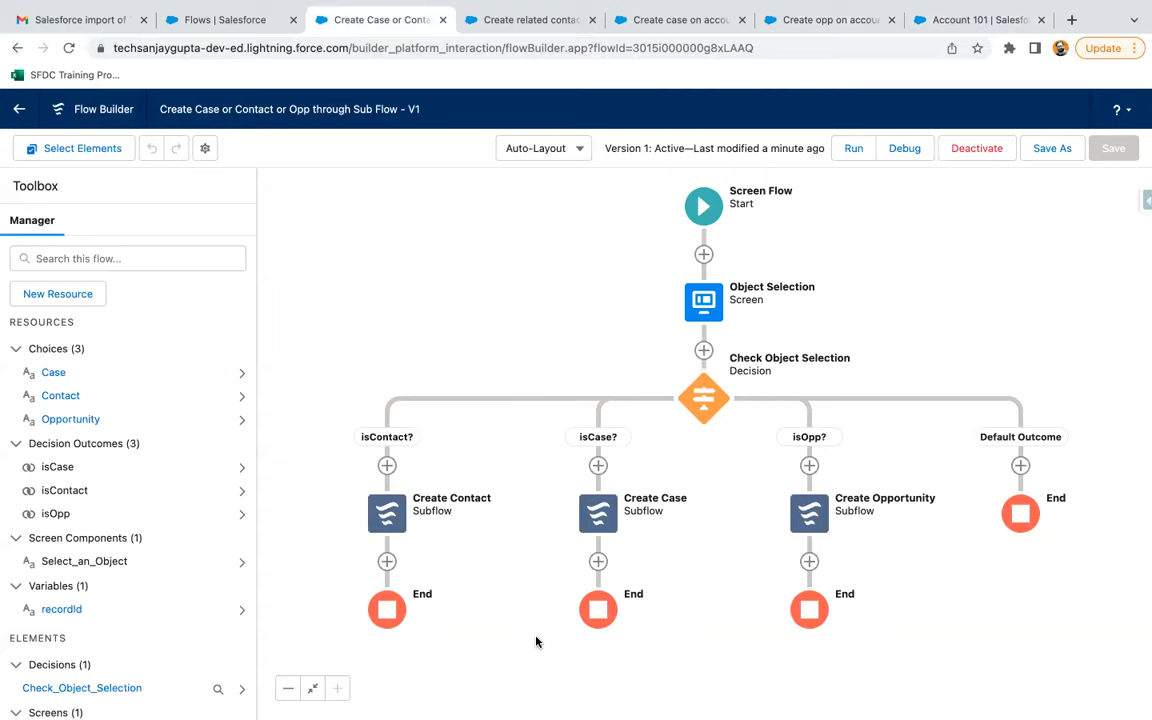 Salesforce import of
Flows | Salesforce
Create Case or Conta
Create related contac
Create case on accou
Create opp on accou
Account 101 | Salesfo
techsanjaygupta-dev-ed.lightning.force.com/builder_platform_interaction/flowBuilder.app?flowId=3015i000000g8xLAAQ
Update
SFDC Training Pro...
Flow Builder
Create Case or Contact or Opp through Sub Flow - V1
?
Select Elements
Auto-Layout
Version 1: Active—Last modified a minute ago
Run
Debug
Deactivate
Save As
Save
Toolbox
Manager
Search this flow...
New Resource
RESOURCES
Choices (3)
Case
Contact
Opportunity
Decision Outcomes (3)
isCase
isContact
isOpp
Screen Components (1)
Select_an_Object
Variables (1)
recordId
ELEMENTS
Decisions (1)
Check_Object_Selection
Screens (1)
Screen Flow
Start
Object Selection
Screen
Check Object Selection
Decision
isContact?
isCase?
isOpp?
Default Outcome
Create Contact
Subflow
Create Case
Subflow
Create Opportunity
Subflow
End
End
End
End